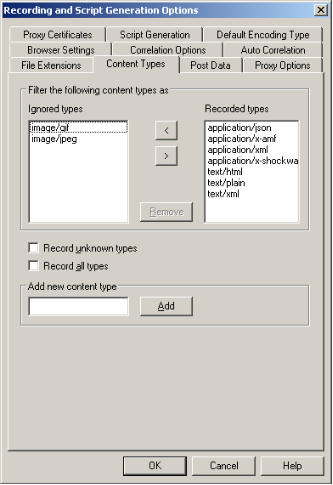 Recording and Script Generation Options
Proxy Certificates Script Generation Default Encoding Type
Browser Settings Correlation Options Auto Correlation
File Extensions Content Types Post Data Proxy Options
Filter the following content types as
Ignored types Recorded types
image/gif
image/jpeg
<
>
application/json
application/x-amf
application/xml
application/x-shockwa
text/html
text/plain
text/xml
Remove
Record unknown types
Record all types
Add new content type
Add
OK Cancel Help